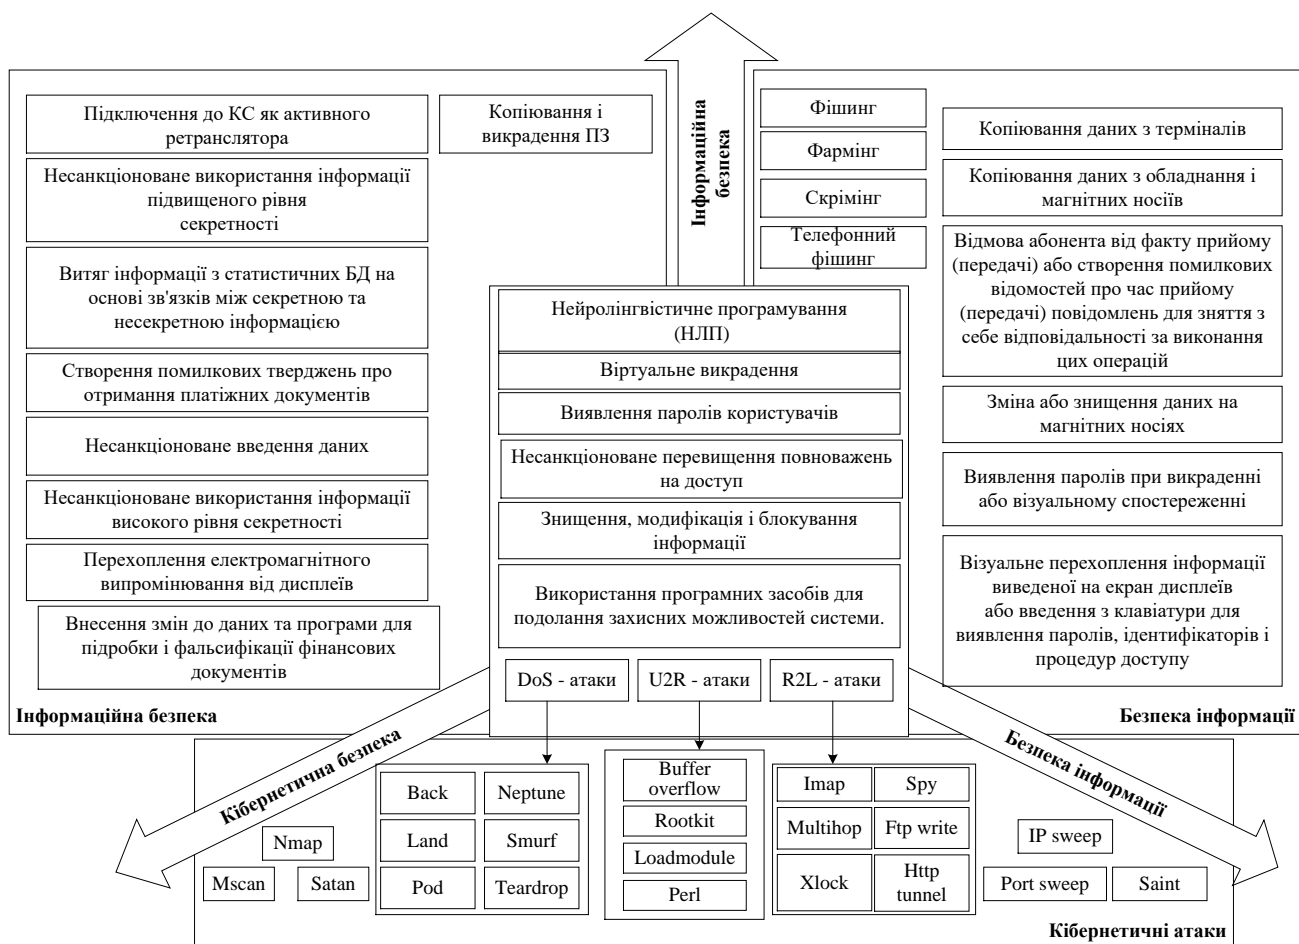 Підключення до КС як активного
ретранслятора
Копіювання і
викрадення ПЗ
Несанкціоноване використання інформації
підвищеного рівня
секретності
Витяг інформації з статистичних БД на
основі зв'язків між секретною та
несекретною інформацією
Створення помилкових тверджень про
отримання платіжних документів
Несанкціоноване введення даних
Несанкціоноване використання інформації
високого рівня секретності
Перехоплення електромагнітного
випромінювання від дисплеїв
Внесення змін до даних та програми для
підробки і фальсифікації фінансових
документів
Інформаційна безпека
Інформаційна
безпека
Нейролінгвістичне програмування
(НЛП)
Віртуальне викрадення
Виявлення паролів користувачів
Несанкціоноване перевищення повноважень
на доступ
Знищення, модифікація і блокування
інформації
Використання програмних засобів для
подолання захисних можливостей системи.
DoS - атаки
U2R - атаки
R2L - атаки
Фішинг
Фармінг
Скрімінг
Телефонний
фішинг
Копіювання даних з терміналів
Копіювання даних з обладнання і
магнітних носіїв
Відмова абонента від факту прийому
(передачі) або створення помилкових
відомостей про час прийому
(передачі) повідомлень для зняття з
себе відповідальності за виконання
цих операцій
Зміна або знищення даних на
магнітних носіях
Виявлення паролів при викраденні
або візуальному спостереженні
Візуальне перехоплення інформації
виведеної на екран дисплеїв
або введення з клавіатури для
виявлення паролів, ідентифікаторів і
процедур доступу
Безпека інформації
Кібернетична безпека
Безпека інформації
Nmap
Mscan
Satan
Back
Neptune
Land
Smurf
Pod
Teardrop
Buffer
overflow
Rootkit
Loadmodule
Perl
Imap
Spy
Multihop
Ftp write
Xlock
Http
tunnel
IP sweep
Port sweep
Saint
Кібернетичні атаки